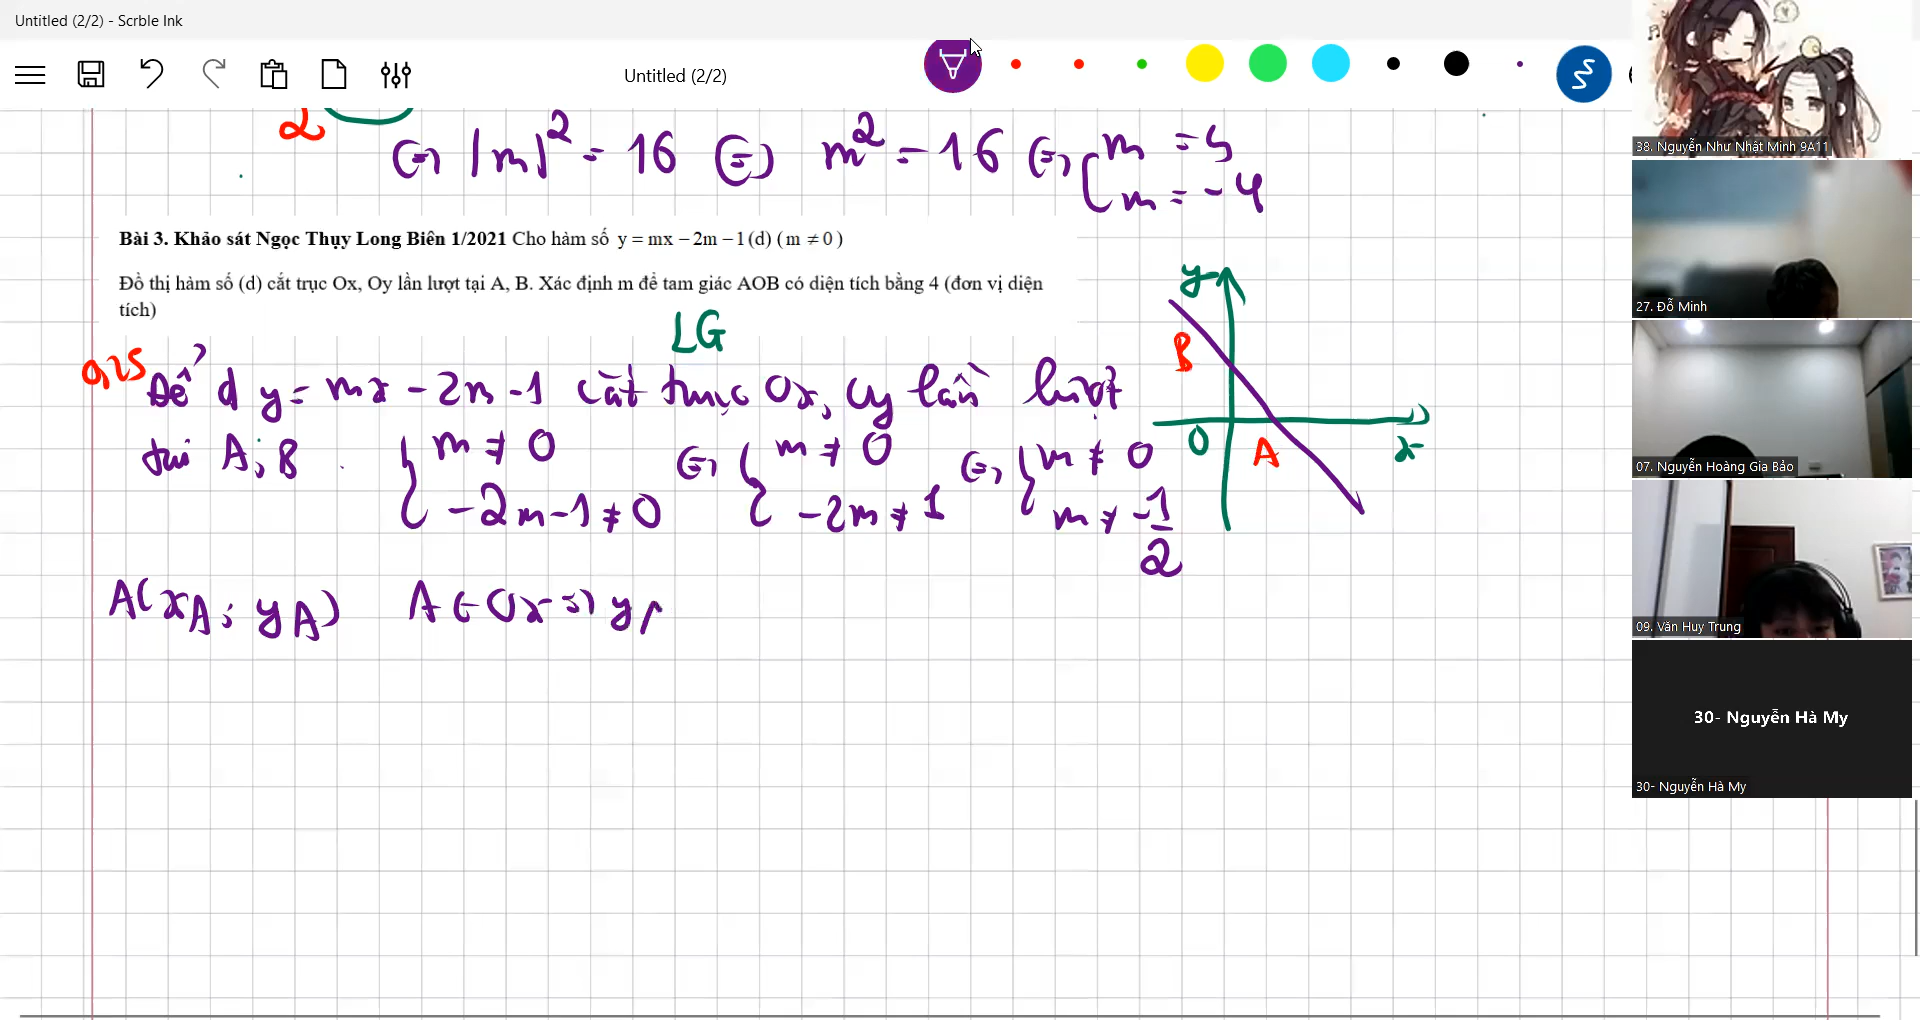 Untitled (2/2) - Scrble Ink
Untitled (2/2)
2
⇔ |m|² = 16 ⇔ m² = 16 ⇔ [ m = 4
m = -4
Bài 3. Khảo sát Ngọc Thụy Long Biên 1/2021 Cho hàm số y = mx − 2m − 1 (d) ( m ≠ 0 )
Đồ thị hàm số (d) cắt trục Ox, Oy lần lượt tại A, B. Xác định m để tam giác AOB có diện tích bằng 4 (đơn vị diện
tích)
LG
0,25 Để d y = mx - 2m - 1 cắt trục Ox, Oy lần lượt
tại A; B { m ≠ 0 ⇔ { m ≠ 0 ⇔ { m ≠ 0
-2m-1 ≠ 0 -2m ≠ 1 m ≠ -1/2
A(xA; yA) A ∈ Ox ⇒ y
y
B
O
A
x
38. Nguyễn Như Nhật Minh 9A11
27. Đỗ Minh
07. Nguyễn Hoàng Gia Bảo
09. Văn Huy Trung
30- Nguyễn Hà My
30- Nguyễn Hà My